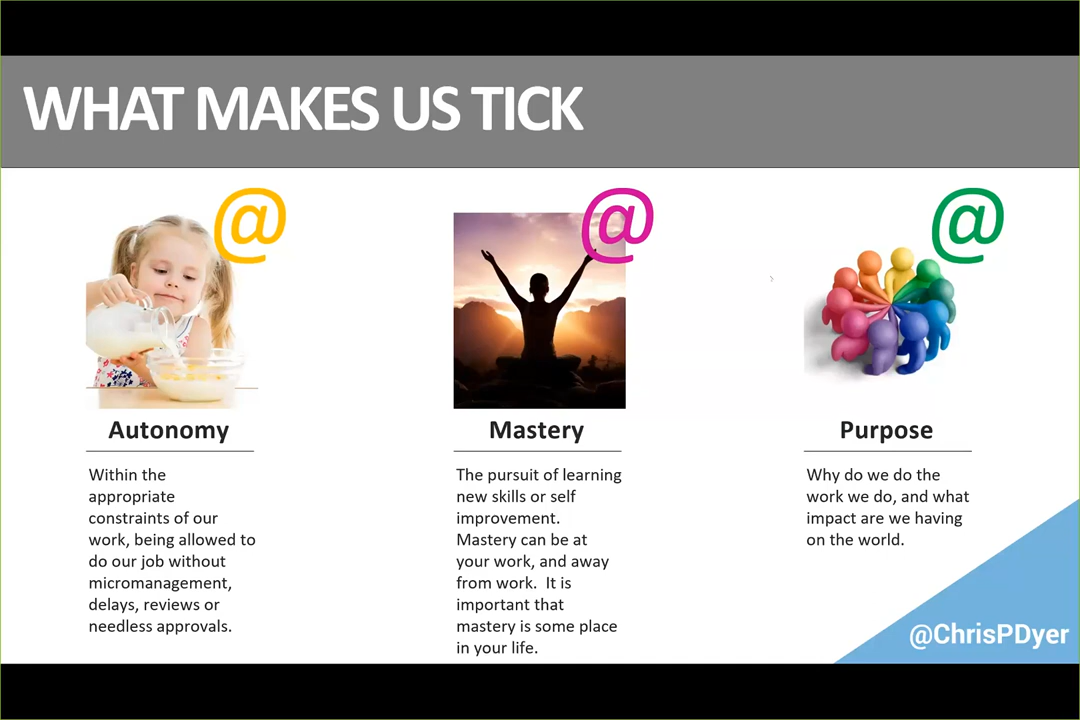 WHAT MAKES US TICK
@
@
@
Autonomy
Within the
appropriate
constraints of our
work, being allowed to
do our job without
micromanagement,
delays, reviews or
needless approvals.
Mastery
The pursuit of learning
new skills or self
improvement.
Mastery can be at
your work, and away
from work.  It is
important that
mastery is some place
in your life.
Purpose
Why do we do the
work we do, and what
impact are we having
on the world.
@ChrisPDyer